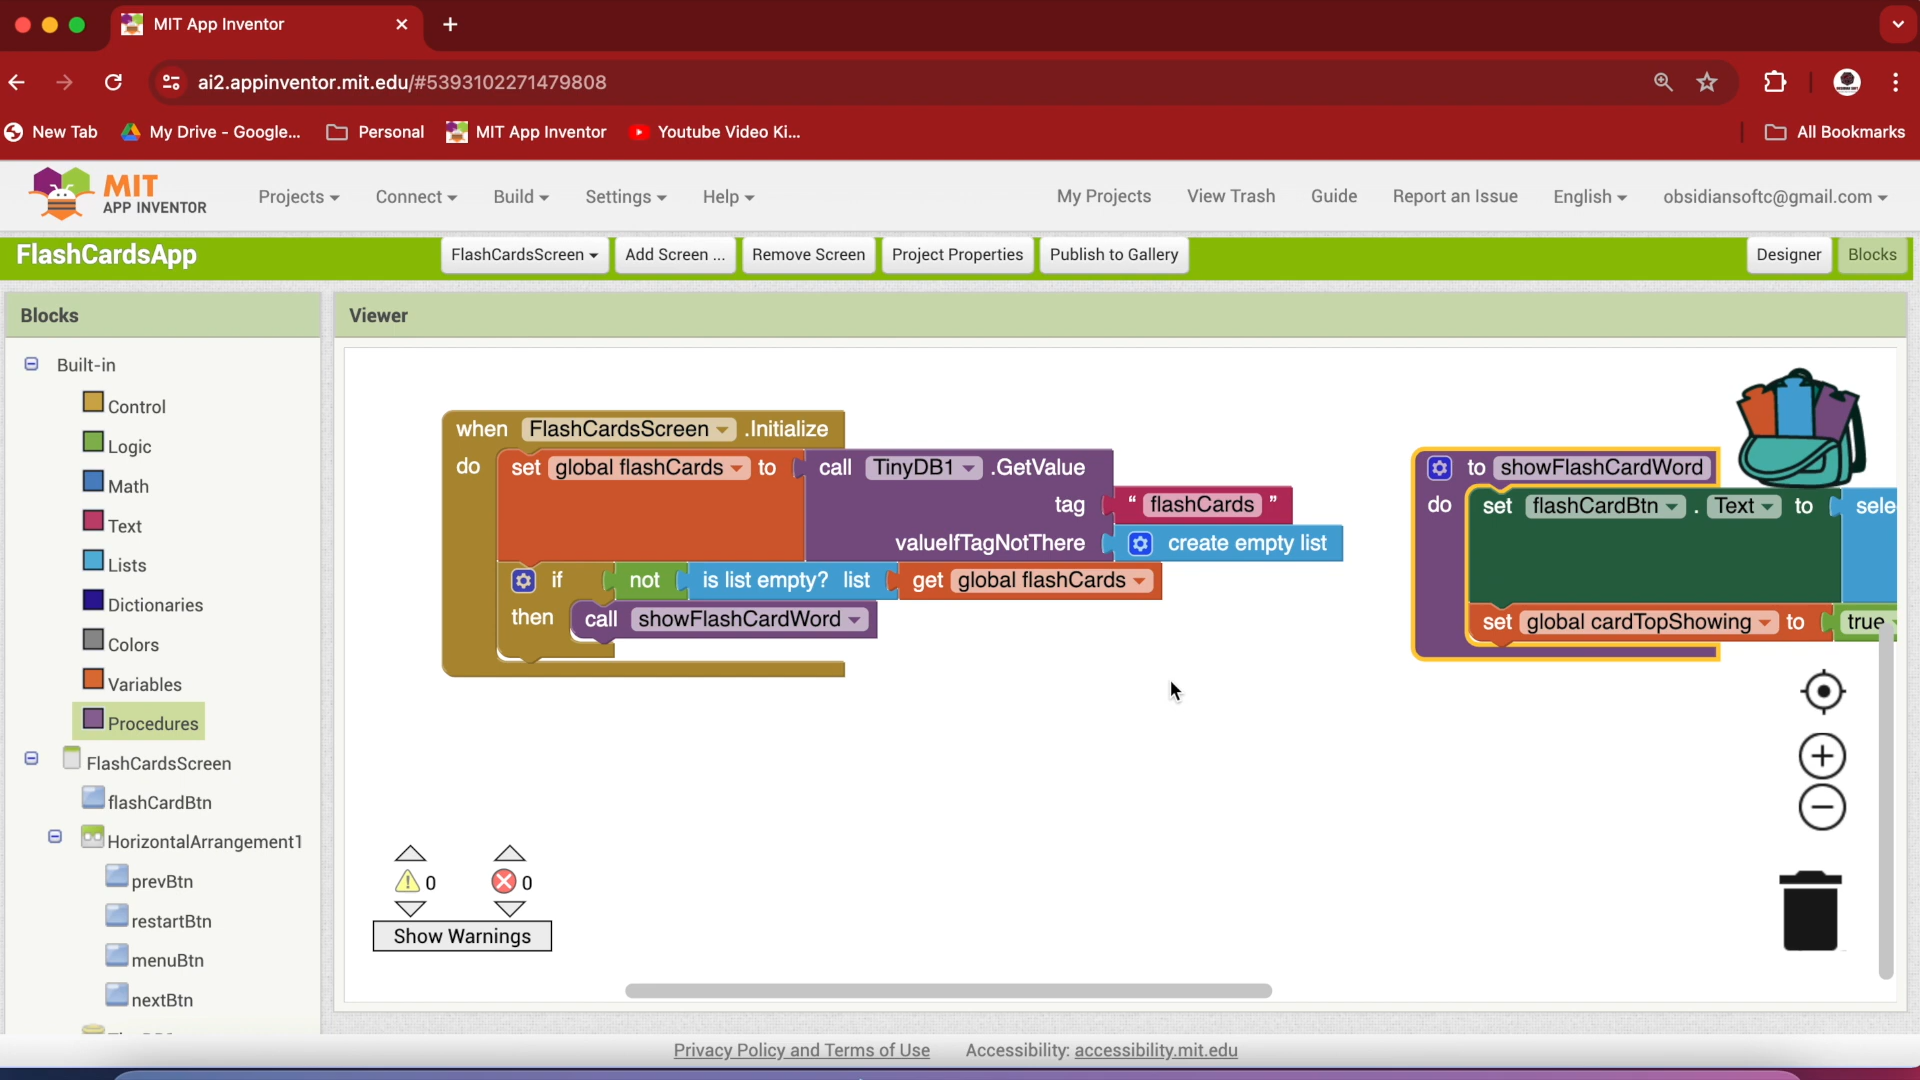 MIT App Inventor
ai2.appinventor.mit.edu/#5393102271479808
New Tab My Drive - Google... Personal MIT App Inventor Youtube Video Ki... All Bookmarks
MIT APP INVENTOR
Projects Connect Build Settings Help My Projects View Trash Guide Report an Issue English obsidiansoftc@gmail.com
FlashCardsApp FlashCardsScreen Add Screen ... Remove Screen Project Properties Publish to Gallery Designer Blocks
Blocks
Built-in
Control
Logic
Math
Text
Lists
Dictionaries
Colors
Variables
Procedures
FlashCardsScreen
flashCardBtn
HorizontalArrangement1
prevBtn
restartBtn
menuBtn
nextBtn
Viewer
when FlashCardsScreen .Initialize
do set global flashCards to call TinyDB1 .GetValue
tag " flashCards "
valueIfTagNotThere create empty list
if not is list empty? list get global flashCards
then call showFlashCardWord
to showFlashCardWord
do set flashCardBtn . Text to sele
set global cardTopShowing to true
0 0
Show Warnings
Privacy Policy and Terms of Use Accessibility: accessibility.mit.edu